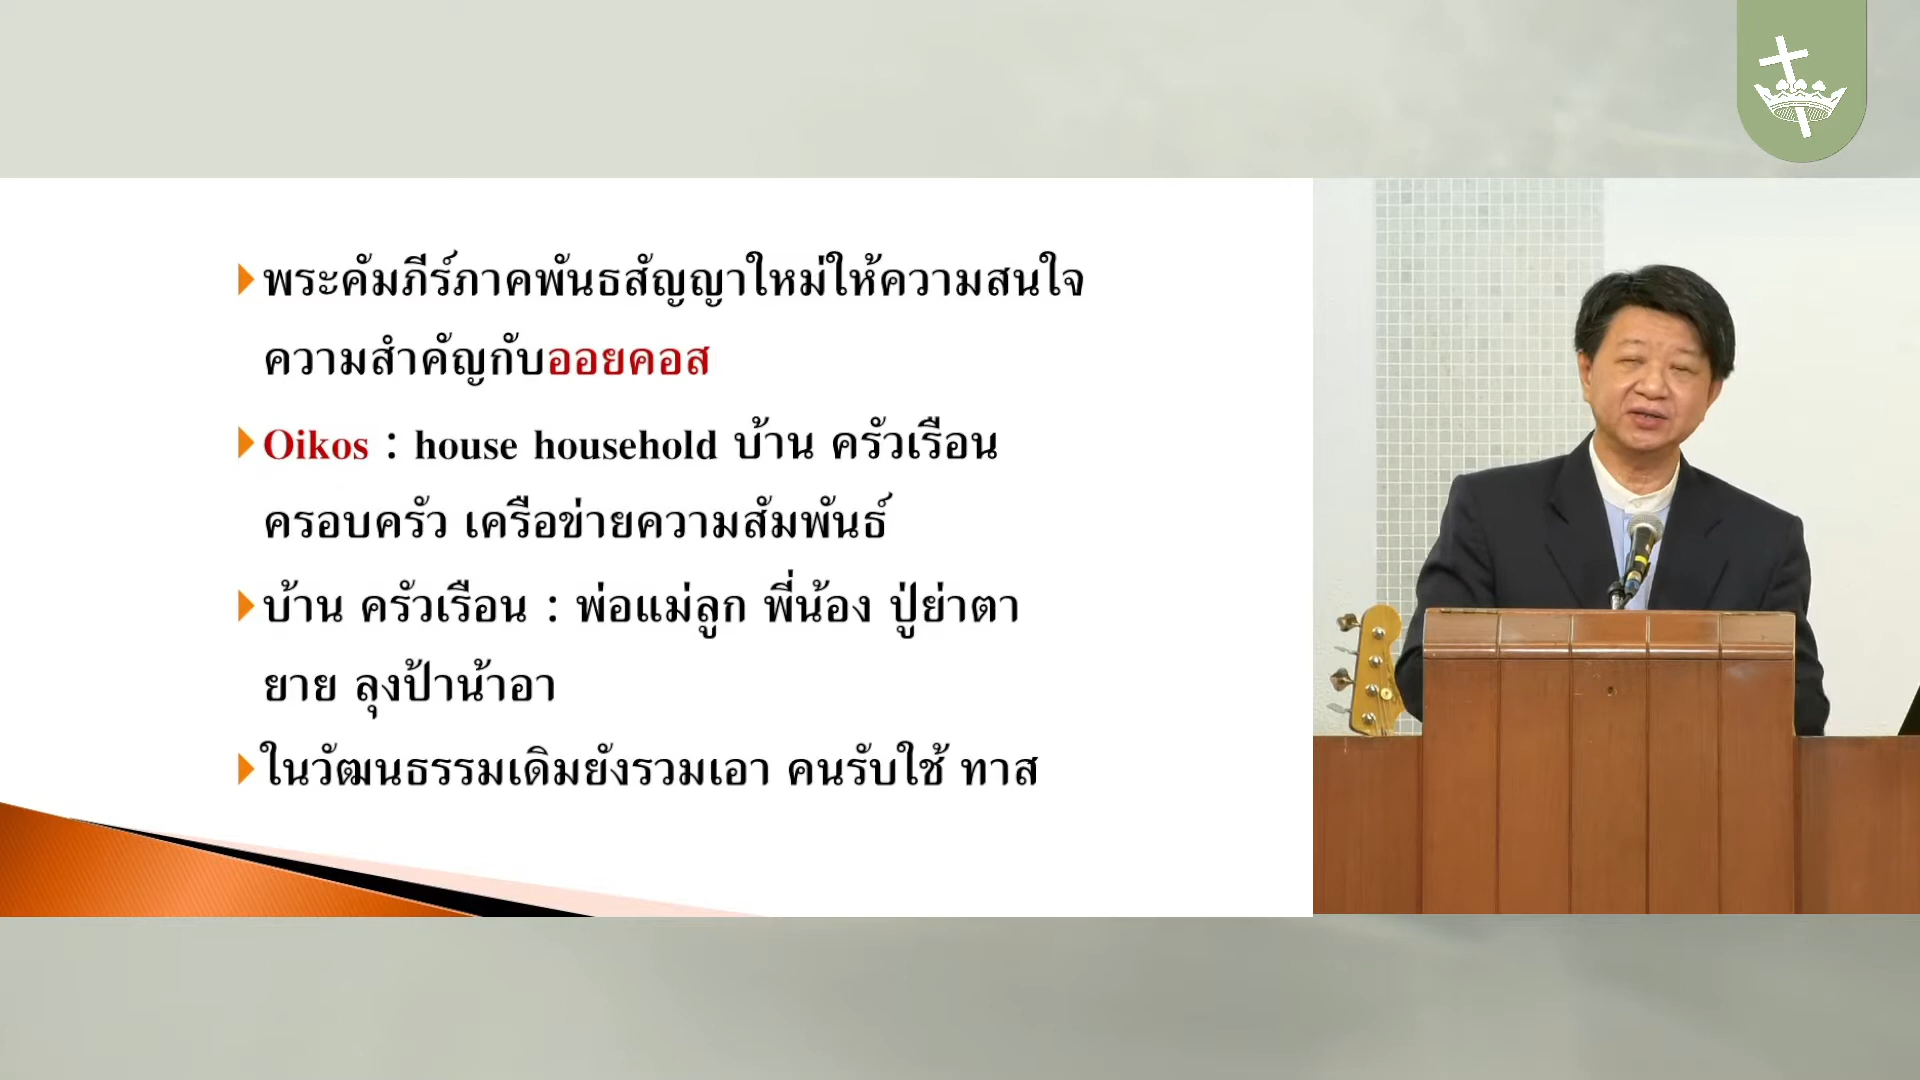 พระคัมภีร์ภาคพันธสัญญาใหม่ให้ความสนใจ
ความสำคัญกับออยคอส
Oikos : house household บ้าน ครัวเรือน
ครอบครัว เครือข่ายความสัมพันธ์
บ้าน ครัวเรือน : พ่อแม่ลูก พี่น้อง ปู่ย่าตา
ยาย ลุงป้าน้าอา
ในวัฒนธรรมเดิมยังรวมเอา คนรับใช้ ทาส